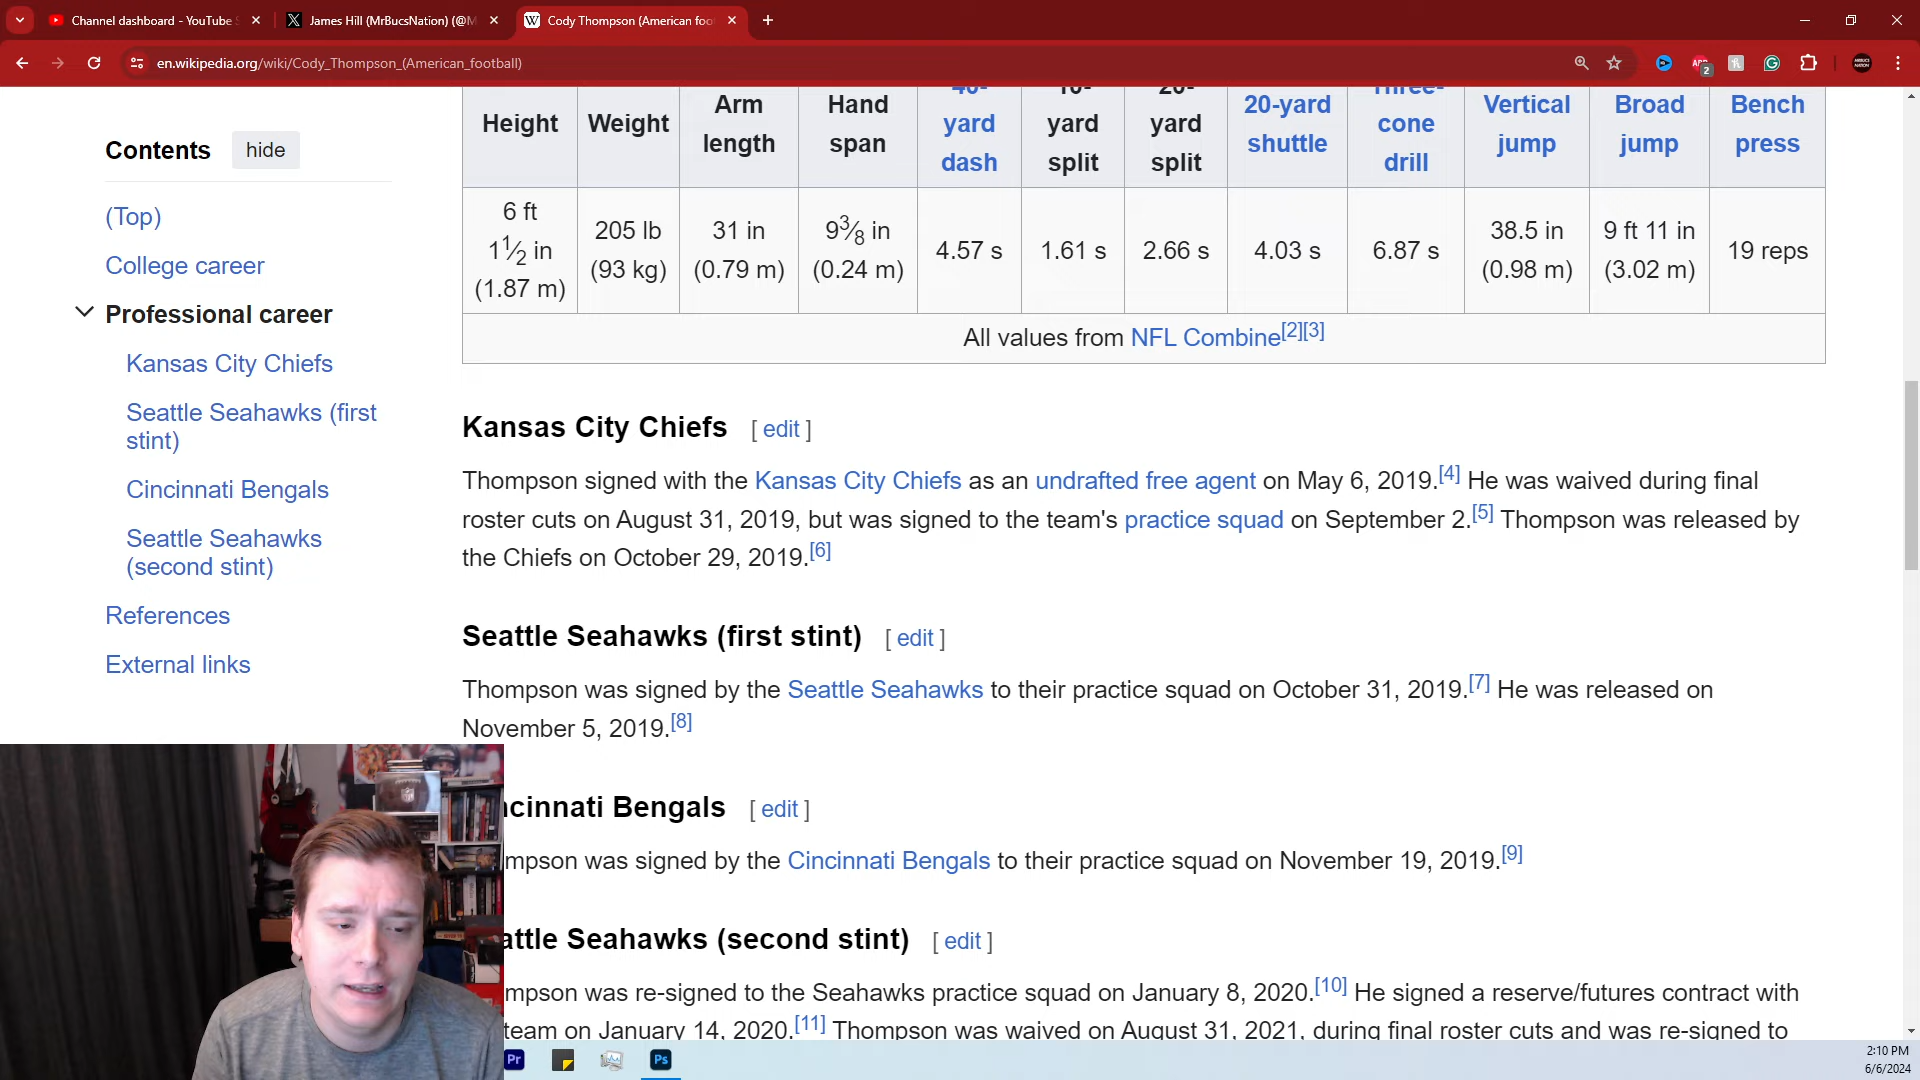 Channel dashboard - YouTube S
James Hill (MrBucsNation) (@M
Cody Thompson (American foot
en.wikipedia.org/wiki/Cody_Thompson_(American_football)
Contents hide
(Top)
College career
Professional career
Kansas City Chiefs
Seattle Seahawks (first
stint)
Cincinnati Bengals
Seattle Seahawks
(second stint)
References
External links
Height
Weight
Arm
length
Hand
span
40-
yard
dash
10-
yard
split
20-
yard
split
20-yard
shuttle
Three-
cone
drill
Vertical
jump
Broad
jump
Bench
press
6 ft
1 1⁄2 in
(1.87 m)
205 lb
(93 kg)
31 in
(0.79 m)
9 3⁄8 in
(0.24 m)
4.57 s
1.61 s
2.66 s
4.03 s
6.87 s
38.5 in
(0.98 m)
9 ft 11 in
(3.02 m)
19 reps
All values from NFL Combine[2][3]
Kansas City Chiefs [ edit ]
Thompson signed with the Kansas City Chiefs as an undrafted free agent on May 6, 2019.[4] He was waived during final
roster cuts on August 31, 2019, but was signed to the team's practice squad on September 2.[5] Thompson was released by
the Chiefs on October 29, 2019.[6]
Seattle Seahawks (first stint) [ edit ]
Thompson was signed by the Seattle Seahawks to their practice squad on October 31, 2019.[7] He was released on
November 5, 2019.[8]
ncinnati Bengals [ edit ]
mpson was signed by the Cincinnati Bengals to their practice squad on November 19, 2019.[9]
attle Seahawks (second stint) [ edit ]
mpson was re-signed to the Seahawks practice squad on January 8, 2020.[10] He signed a reserve/futures contract with
team on January 14, 2020.[11] Thompson was waived on August 31, 2021, during final roster cuts and was re-signed to
Pr
Ps
2:10 PM
6/6/2024